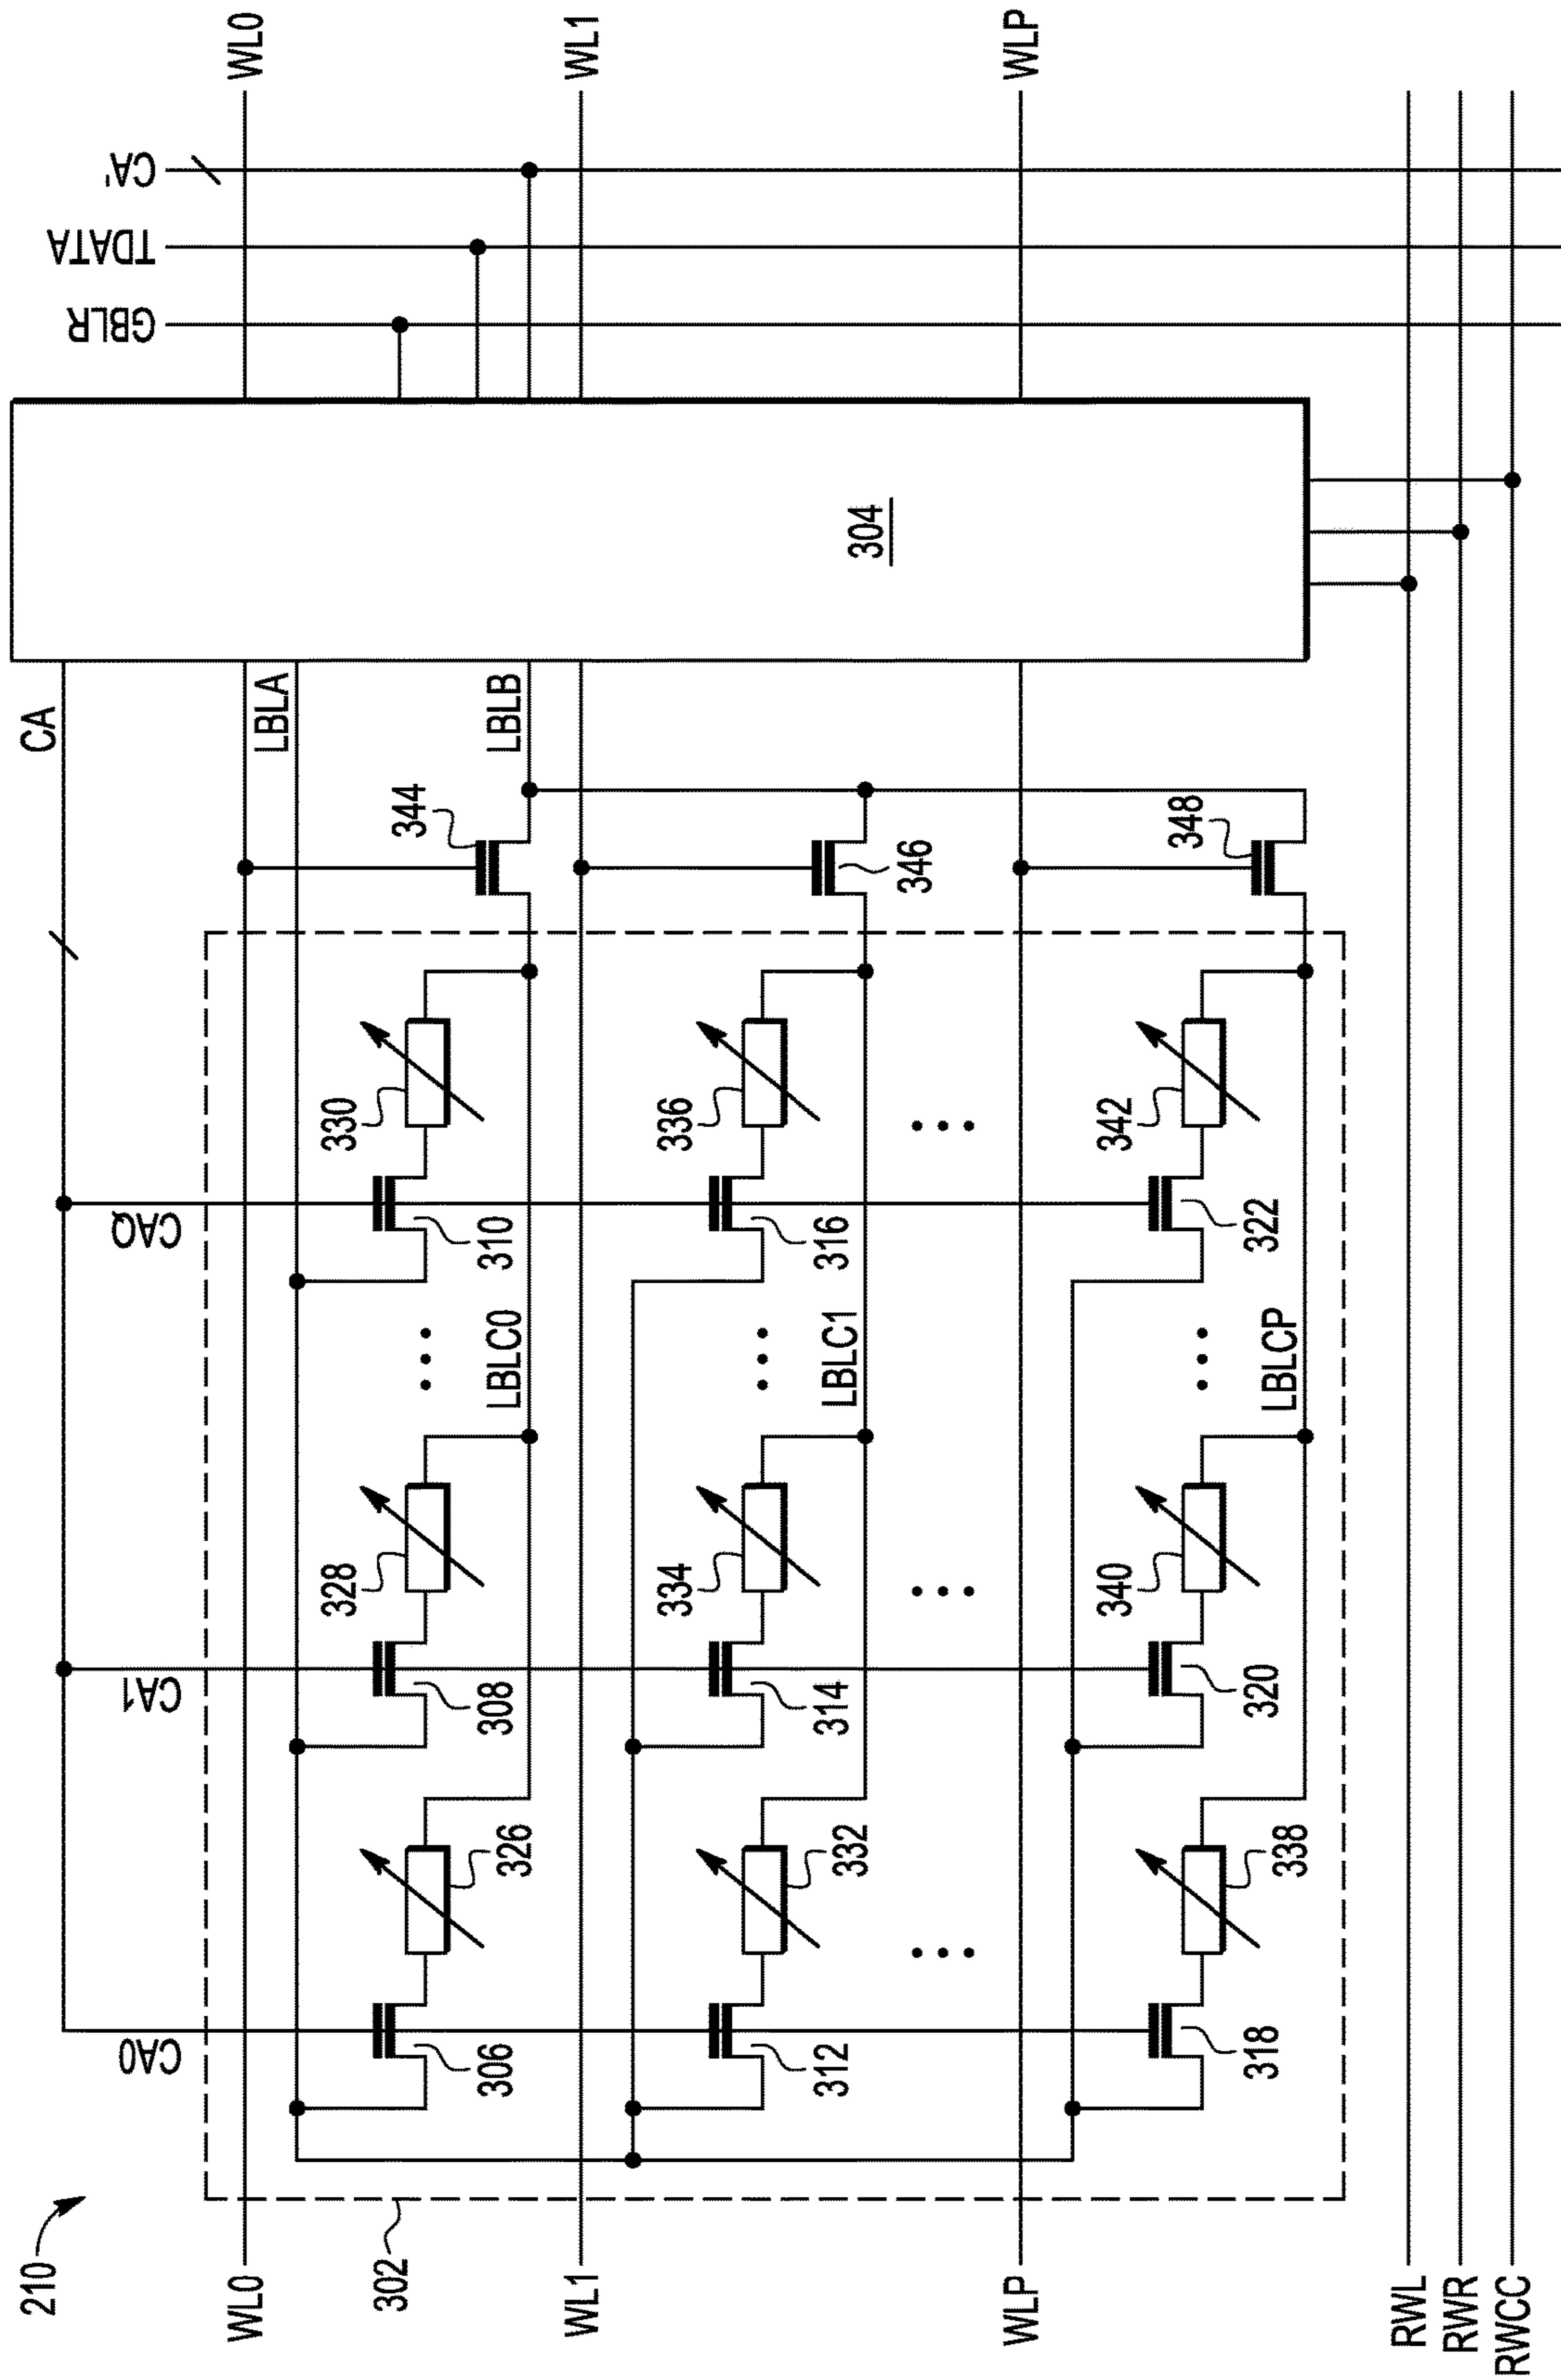 210
CA
CA0
CA1
CAQ
GBLR
TDATA
CA'
WL0
WL0
LBLA
328
330
302
344
306
326
308
LBLC0
310
LBLB
WL1
WL1
334
336
312
332
314
LBLC1
316
304
346
WLP
WLP
340
342
348
318
338
320
LBLCP
322
RWL
RWR
RWCC